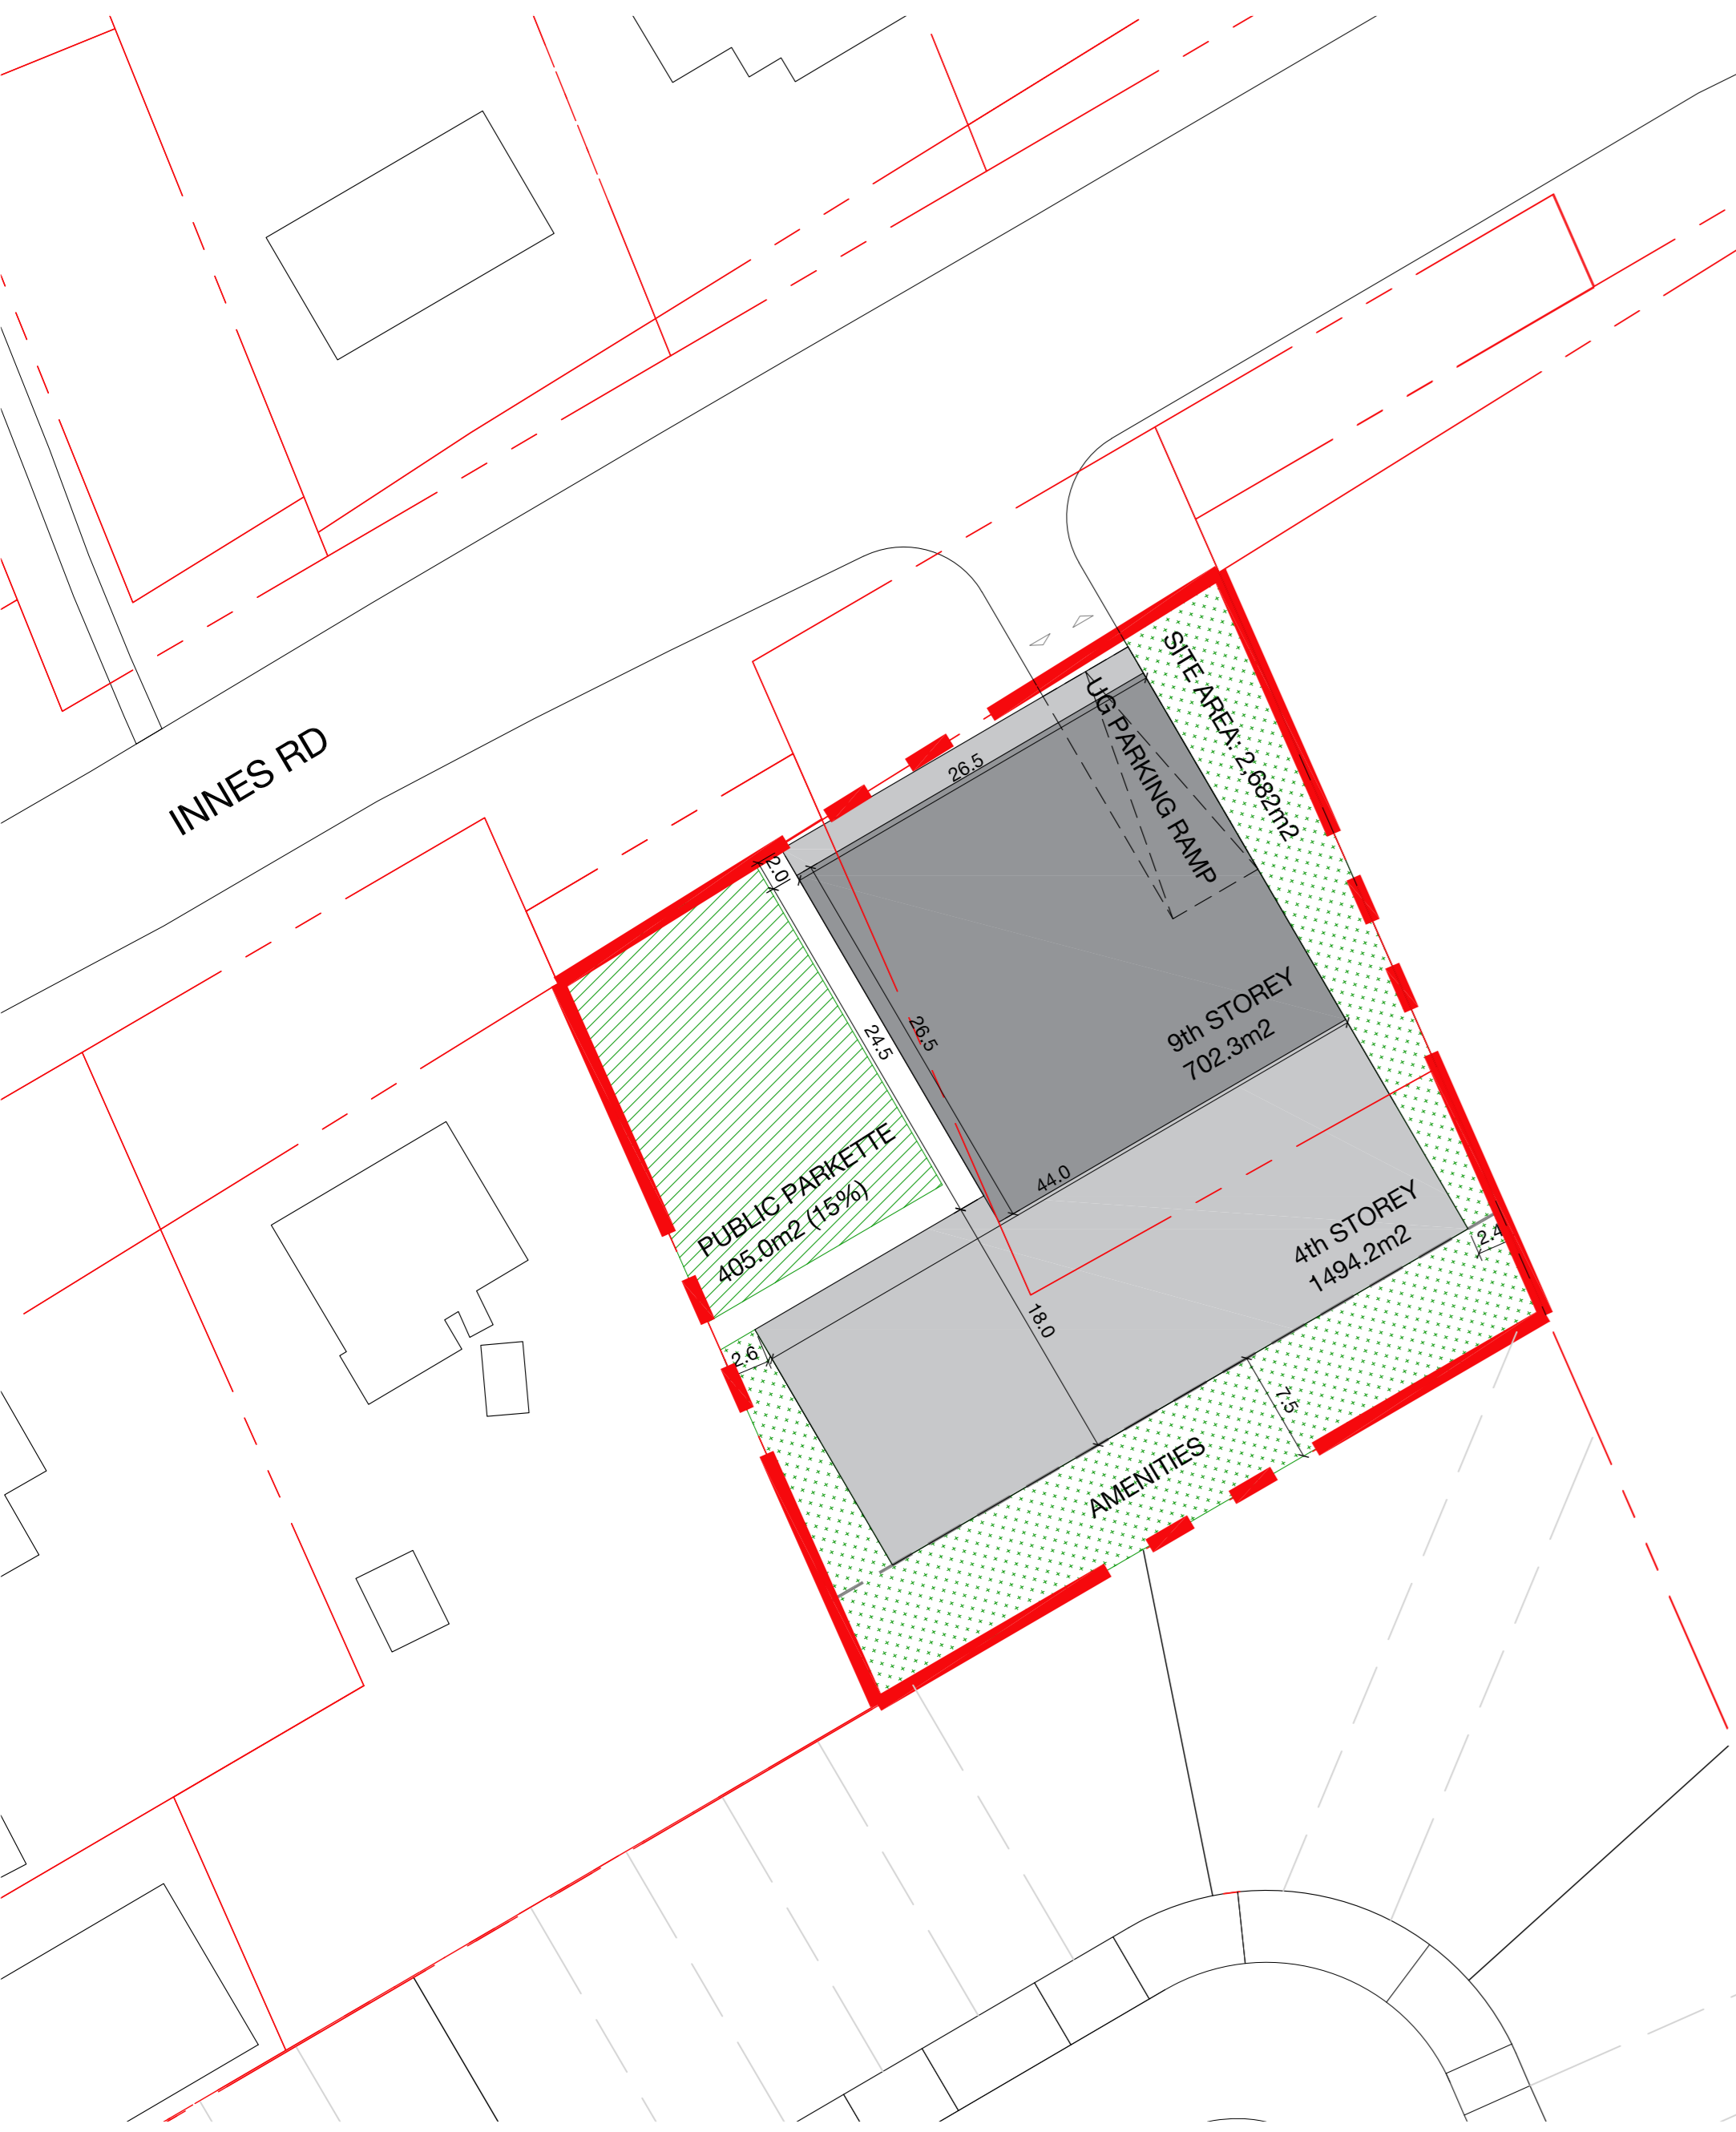 INNES RD
SITE AREA: 2,682m2
UG PARKING RAMP
26.5
2.0
24.5
26.5
9th STOREY
702.3m2
PUBLIC PARKETTE
405.0m2 (15%)
44.0
4th STOREY
1494.2m2
2.4
18.0
2.6
7.5
AMENITIES